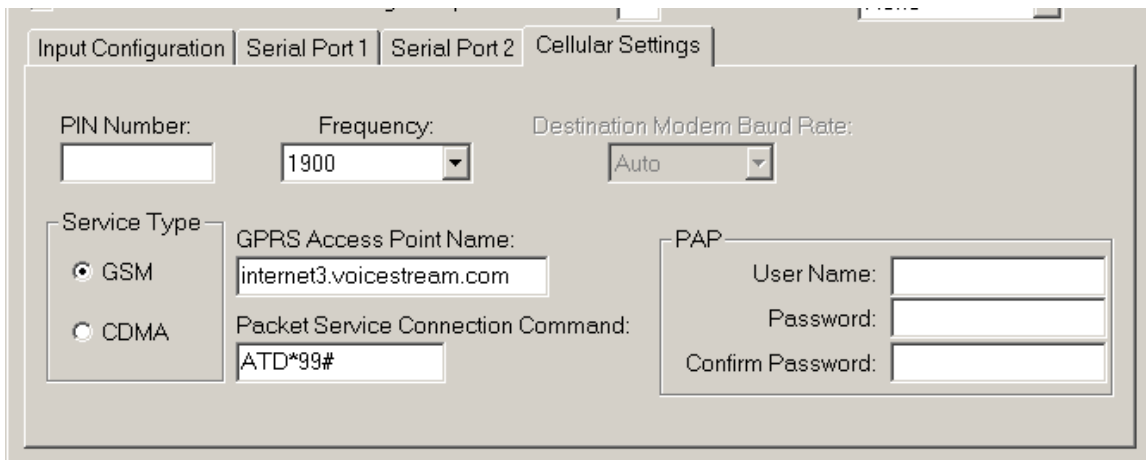 Input Configuration Serial Port 1 Serial Port 2 Cellular Settings
PIN Number: Frequency: Destination Modem Baud Rate:
1900 Auto
Service Type GPRS Access Point Name: PAP
GSM internet3.voicestream.com User Name:
CDMA Packet Service Connection Command: Password:
ATD*99# Confirm Password: